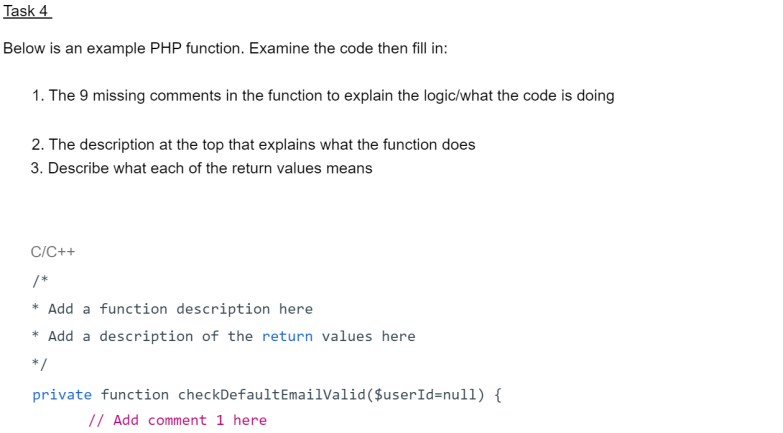 Task 4
Below is an example PHP function. Examine the code then fill in:
1. The 9 missing comments in the function to explain the logic/what the code is doing
2. The description at the top that explains what the function does
3. Describe what each of the return values means
C/C++
/*
* Add a function description here
* Add a description of the return values here
*/
private function checkDefaultEmailValid($userId=null) {
// Add comment 1 here